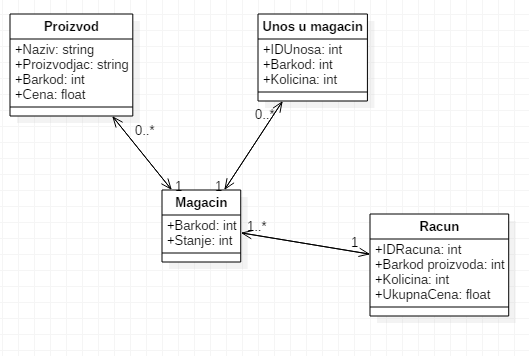 Proizvod
+Naziv: string
+Proizvodjac: string
+Barkod: int
+Cena: float
Unos u magacin
+IDUnosa: int
+Barkod: int
+Kolicina: int
0..*
0..*
1
1
Magacin
+Barkod: int
+Stanje: int
1..*
1
Racun
+IDRacuna: int
+Barkod proizvoda: int
+Kolicina: int
+UkupnaCena: float